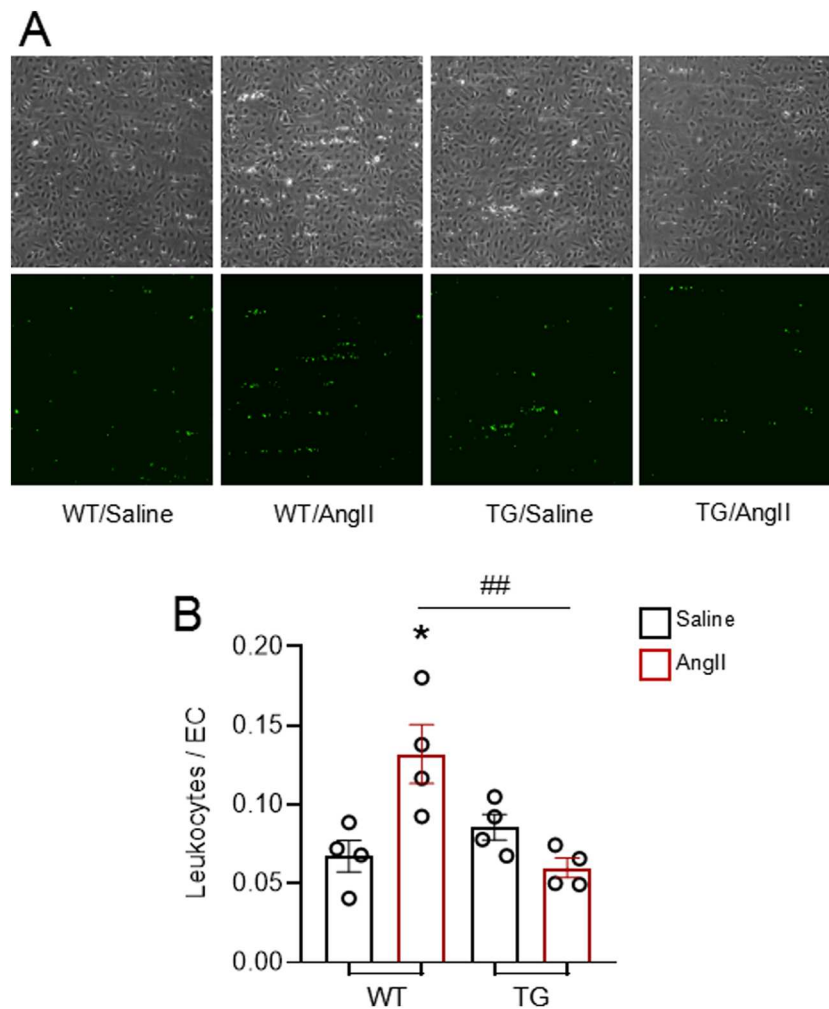 A
WT/Saline WT/AngII TG/Saline TG/AngII
B
##
*
Saline
AngII
Leukocytes / EC
0.20
0.15
0.10
0.05
0.00
WT TG